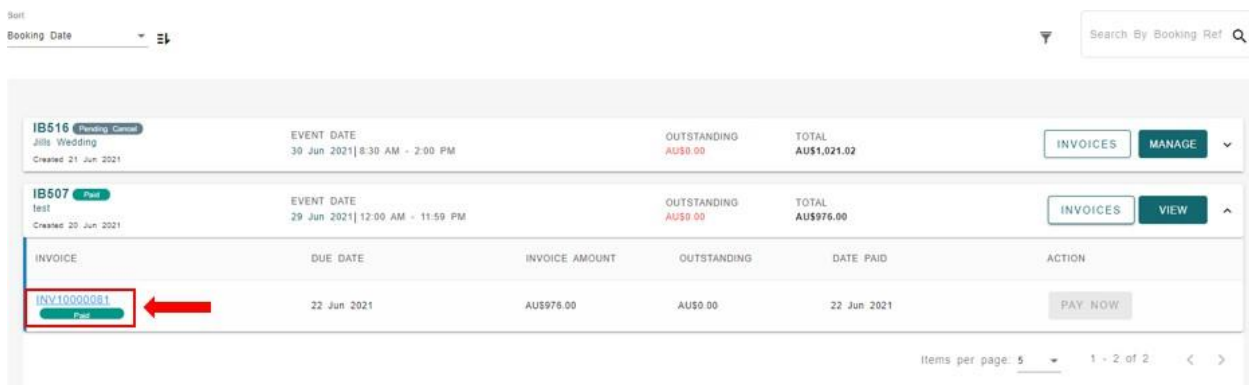 Sort
Booking Date
Search By Booking Ref
IB516 Pending Cancel
Jills Wedding
Created 21 Jun 2021
EVENT DATE
30 Jun 2021| 8:30 AM - 2:00 PM
OUTSTANDING
AU$0.00
TOTAL
AU$1,021.02
INVOICES
MANAGE
IB507 Paid
test
Created 20 Jun 2021
EVENT DATE
29 Jun 2021| 12:00 AM - 11:59 PM
OUTSTANDING
AU$0.00
TOTAL
AU$976.00
INVOICES
VIEW
INVOICE DUE DATE INVOICE AMOUNT OUTSTANDING DATE PAID ACTION
INV10000081 22 Jun 2021 AU$976.00 AU$0.00 22 Jun 2021 PAY NOW
Paid
Items per page: 5 1 - 2 of 2